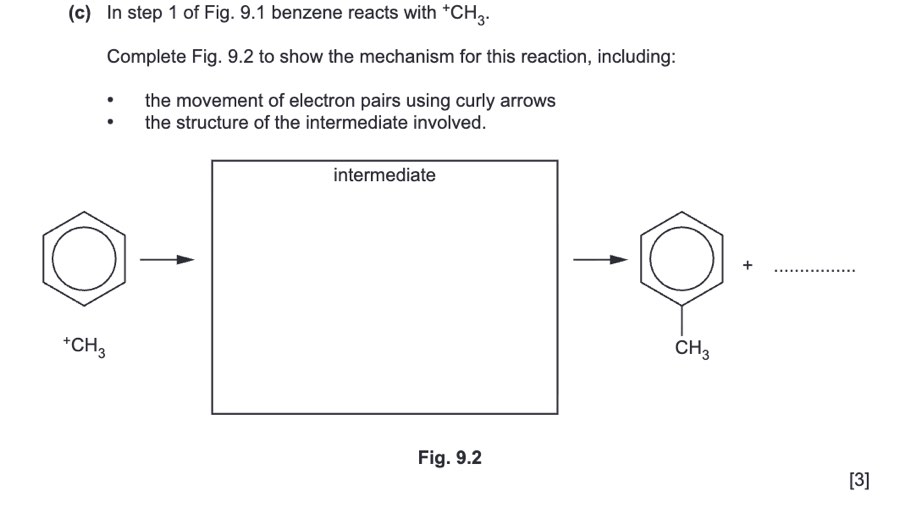 (c) In step 1 of Fig. 9.1 benzene reacts with ⁺CH₃.
Complete Fig. 9.2 to show the mechanism for this reaction, including:
• the movement of electron pairs using curly arrows
• the structure of the intermediate involved.
intermediate
+ ................
⁺CH₃
CH₃
Fig. 9.2
[3]